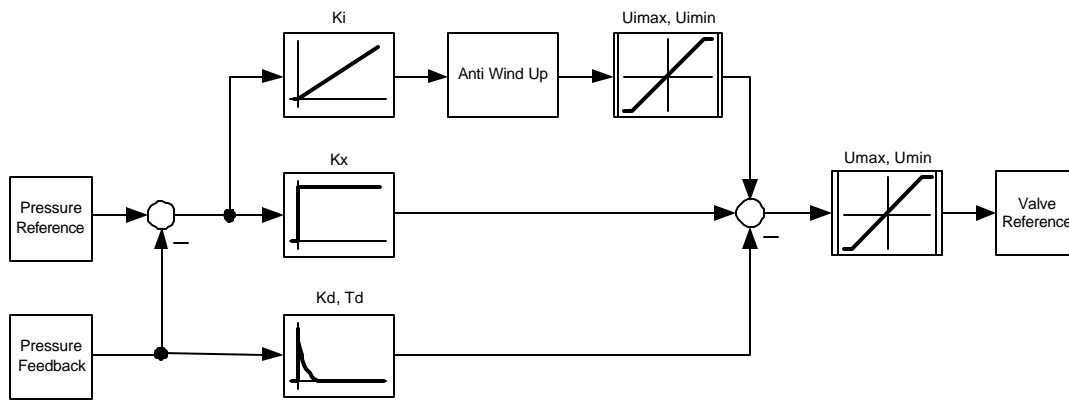 Ki
Uimax, Uimin
Anti Wind Up
Kx
Umax, Umin
Pressure
Reference
Valve
Reference
Kd, Td
Pressure
Feedback